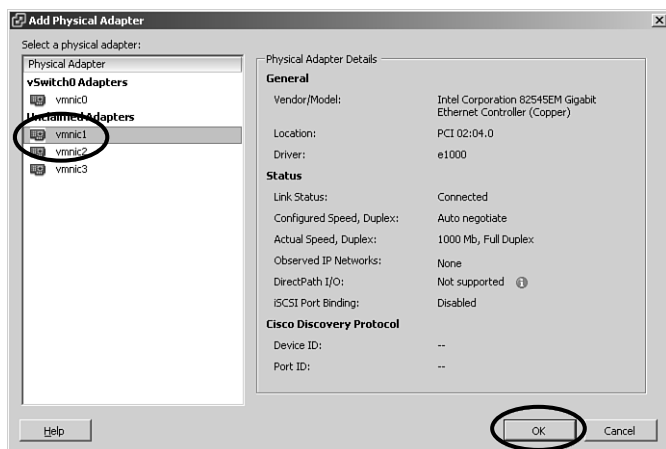 Add Physical Adapter
Select a physical adapter:
Physical Adapter
vSwitch0 Adapters
vmnic0
Unclaimed Adapters
vmnic1
vmnic2
vmnic3
Physical Adapter Details
General
Vendor/Model: Intel Corporation 82545EM Gigabit
Ethernet Controller (Copper)
Location: PCI 02:04.0
Driver: e1000
Status
Link Status: Connected
Configured Speed, Duplex: Auto negotiate
Actual Speed, Duplex: 1000 Mb, Full Duplex
Observed IP Networks: None
DirectPath I/O: Not supported
iSCSI Port Binding: Disabled
Cisco Discovery Protocol
Device ID: --
Port ID: --
Help OK Cancel